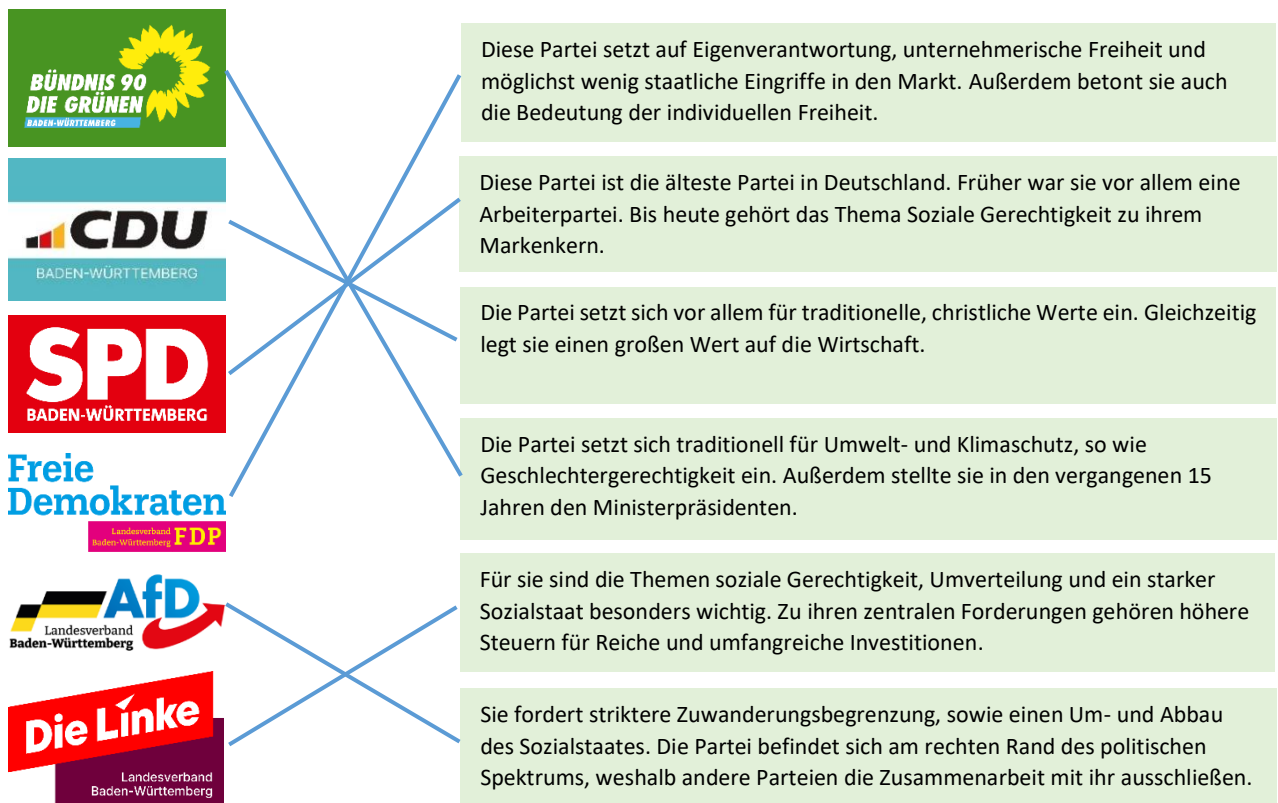 BÜNDNIS 90
DIE GRÜNEN
BADEN-WÜRTTEMBERG
Diese Partei setzt auf Eigenverantwortung, unternehmerische Freiheit und
möglichst wenig staatliche Eingriffe in den Markt. Außerdem betont sie auch
die Bedeutung der individuellen Freiheit.
CDU
BADEN-WÜRTTEMBERG
Diese Partei ist die älteste Partei in Deutschland. Früher war sie vor allem eine
Arbeiterpartei. Bis heute gehört das Thema Soziale Gerechtigkeit zu ihrem
Markenkern.
SPD
BADEN-WÜRTTEMBERG
Die Partei setzt sich vor allem für traditionelle, christliche Werte ein. Gleichzeitig
legt sie einen großen Wert auf die Wirtschaft.
Freie
Demokraten
Landesverband
Baden-Württemberg FDP
Die Partei setzt sich traditionell für Umwelt- und Klimaschutz, so wie
Geschlechtergerechtigkeit ein. Außerdem stellte sie in den vergangenen 15
Jahren den Ministerpräsidenten.
AfD
Landesverband
Baden-Württemberg
Für sie sind die Themen soziale Gerechtigkeit, Umverteilung und ein starker
Sozialstaat besonders wichtig. Zu ihren zentralen Forderungen gehören höhere
Steuern für Reiche und umfangreiche Investitionen.
Die Linke
Landesverband
Baden-Württemberg
Sie fordert striktere Zuwanderungsbegrenzung, sowie einen Um- und Abbau
des Sozialstaates. Die Partei befindet sich am rechten Rand des politischen
Spektrums, weshalb andere Parteien die Zusammenarbeit mit ihr ausschließen.